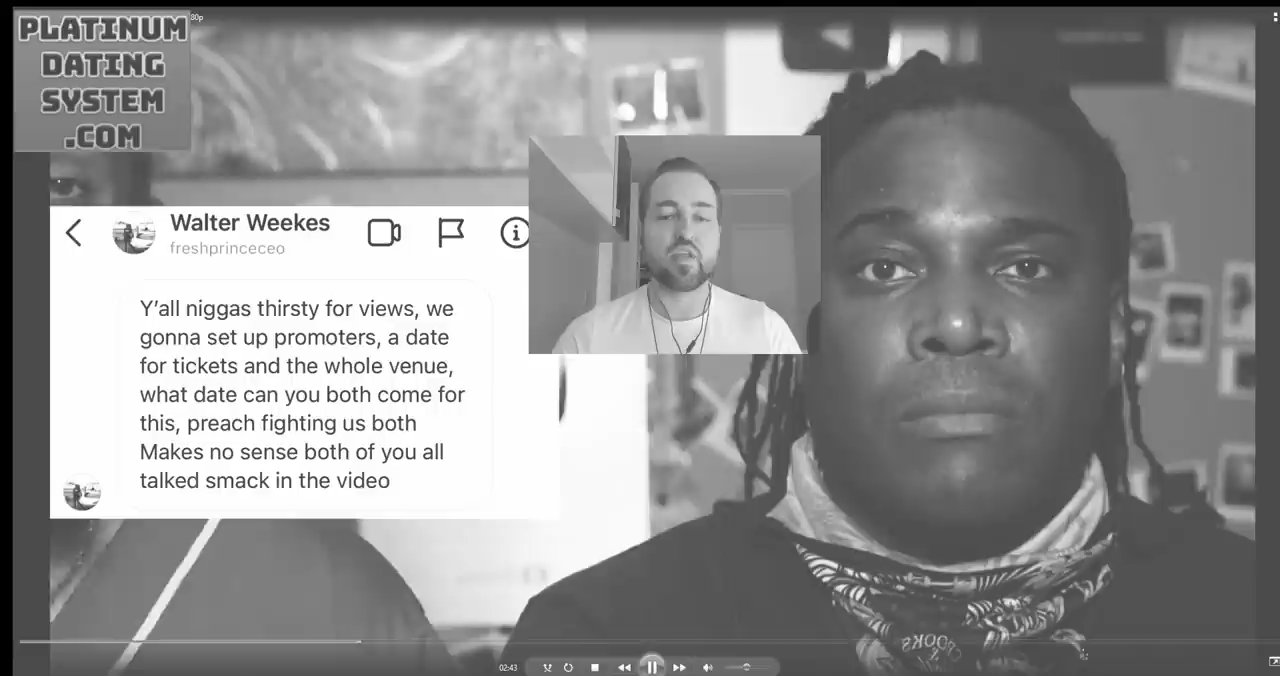 PLATINUM
DATING
SYSTEM
.COM
Walter Weekes
freshprinceceo
Y'all niggas thirsty for views, we
gonna set up promoters, a date
for tickets and the whole venue,
what date can you both come for
this, preach fighting us both
Makes no sense both of you all
talked smack in the video
CROOKS
02:43